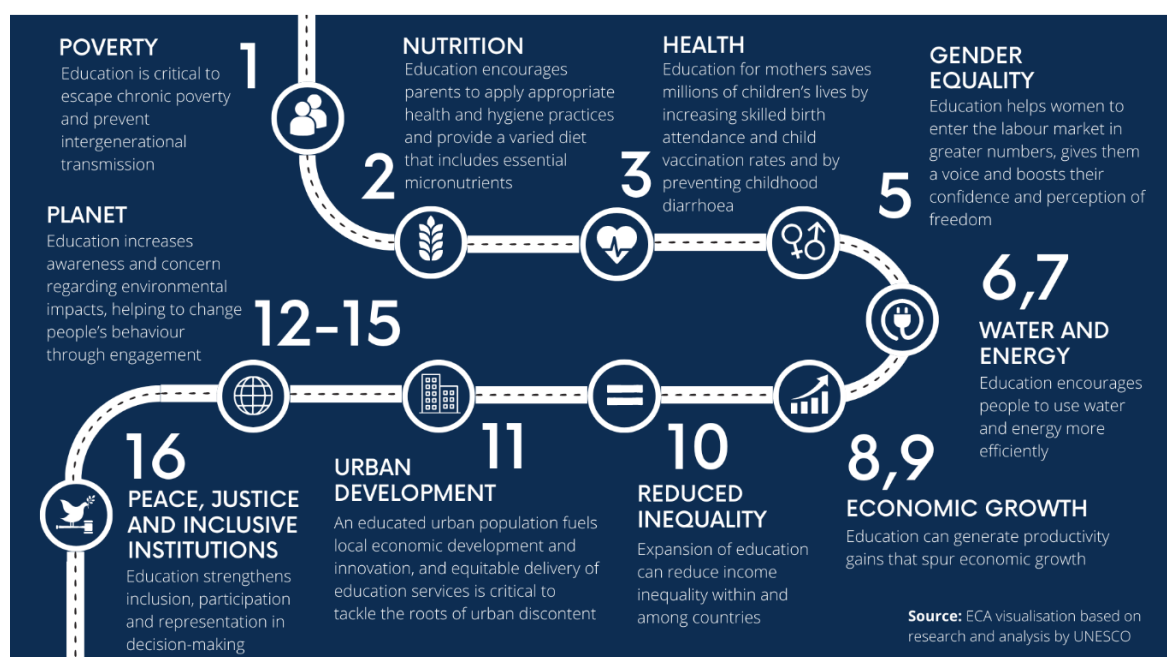 POVERTY
Education is critical to
escape chronic poverty
and prevent
intergenerational
transmission
1
NUTRITION
Education encourages
parents to apply appropriate
health and hygiene practices
and provide a varied diet
that includes essential
micronutrients
2
HEALTH
Education for mothers saves
millions of children's lives by
increasing skilled birth
attendance and child
vaccination rates and by
preventing childhood
diarrhoea
3
GENDER
EQUALITY
Education helps women to
enter the labour market in
greater numbers, gives them
a voice and boosts their
confidence and perception of
freedom
5
6,7
WATER AND
ENERGY
Education encourages
people to use water
and energy more
efficiently
8,9
ECONOMIC GROWTH
Education can generate productivity
gains that spur economic growth
10
REDUCED
INEQUALITY
Expansion of education
can reduce income
inequality within and
among countries
11
URBAN
DEVELOPMENT
An educated urban population fuels
local economic development and
innovation, and equitable delivery of
education services is critical to
tackle the roots of urban discontent
PLANET
Education increases
awareness and concern
regarding environmental
impacts, helping to change
people's behaviour
through engagement
12-15
16
PEACE, JUSTICE
AND INCLUSIVE
INSTITUTIONS
Education strengthens
inclusion, participation
and representation in
decision-making
Source: ECA visualisation based on
research and analysis by UNESCO